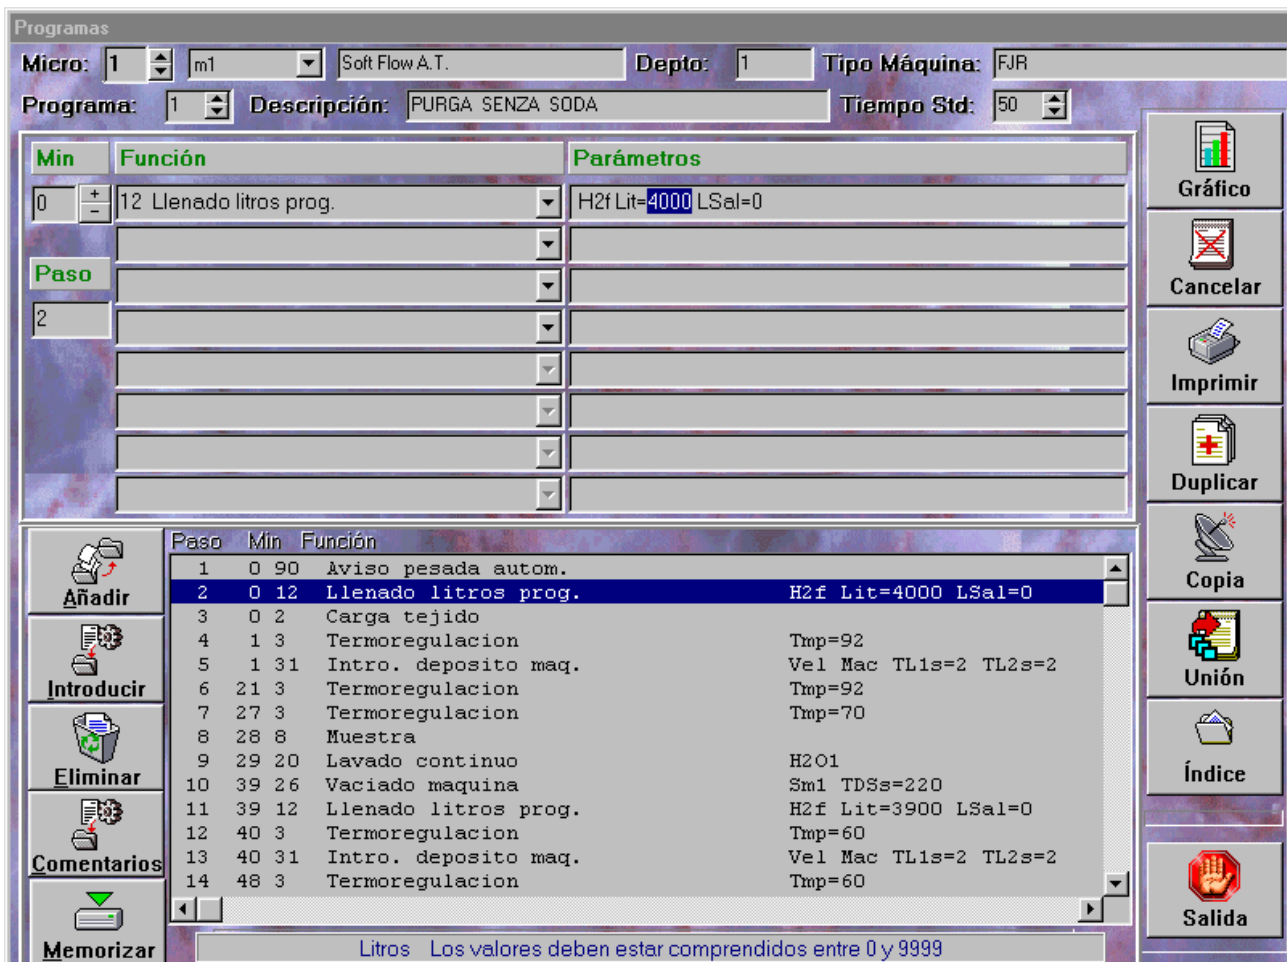 Programas
Micro: 1 m1 Soft Flow A.T. Depto: 1 Tipo Máquina: FJR
Programa: 1 Descripción: PURGA SENZA SODA Tiempo Std: 50
Min Función Parámetros
0 + - 12 Llenado litros prog. H2f Lit=4000 LSal=0
Paso
2
Gráfico
Cancelar
Imprimir
Duplicar
Copia
Unión
Índice
Salida
Añadir
Introducir
Eliminar
Comentarios
Memorizar
Paso Min Función
1 0 90 Aviso pesada autom.
2 0 12 Llenado litros prog. H2f Lit=4000 LSal=0
3 0 2 Carga tejido
4 1 3 Termoregulacion Tmp=92
5 1 31 Intro. deposito maq. Vel Mac TL1s=2 TL2s=2
6 21 3 Termoregulacion Tmp=92
7 27 3 Termoregulacion Tmp=70
8 28 8 Muestra
9 29 20 Lavado continuo H2O1
10 39 26 Vaciado maquina Sm1 TDSs=220
11 39 12 Llenado litros prog. H2f Lit=3900 LSal=0
12 40 3 Termoregulacion Tmp=60
13 40 31 Intro. deposito maq. Vel Mac TL1s=2 TL2s=2
14 48 3 Termoregulacion Tmp=60
Litros Los valores deben estar comprendidos entre 0 y 9999